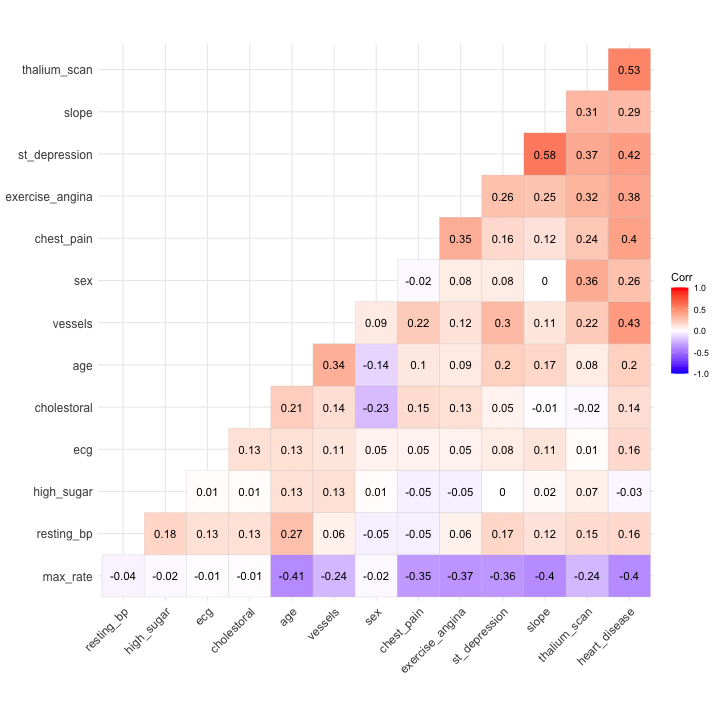 thalium_scan 0.53
slope 0.31 0.29
st_depression 0.58 0.37 0.42
exercise_angina 0.26 0.25 0.32 0.38
chest_pain 0.35 0.16 0.12 0.24 0.4
sex -0.02 0.08 0.08 0 0.36 0.26
vessels 0.09 0.22 0.12 0.3 0.11 0.22 0.43
age 0.34 -0.14 0.1 0.09 0.2 0.17 0.08 0.2
cholestoral 0.21 0.14 -0.23 0.15 0.13 0.05 -0.01 -0.02 0.14
ecg 0.13 0.13 0.11 0.05 0.05 0.05 0.08 0.11 0.01 0.16
high_sugar 0.01 0.01 0.13 0.13 0.01 -0.05 -0.05 0 0.02 0.07 -0.03
resting_bp 0.18 0.13 0.13 0.27 0.06 -0.05 -0.05 0.06 0.17 0.12 0.15 0.16
max_rate -0.04 -0.02 -0.01 -0.01 -0.41 -0.24 -0.02 -0.35 -0.37 -0.36 -0.4 -0.24 -0.4
resting_bp
high_sugar
ecg
cholestoral
age
vessels
sex
chest_pain
exercise_angina
st_depression
slope
thalium_scan
heart_disease
Corr
1.0
0.5
0.0
-0.5
-1.0